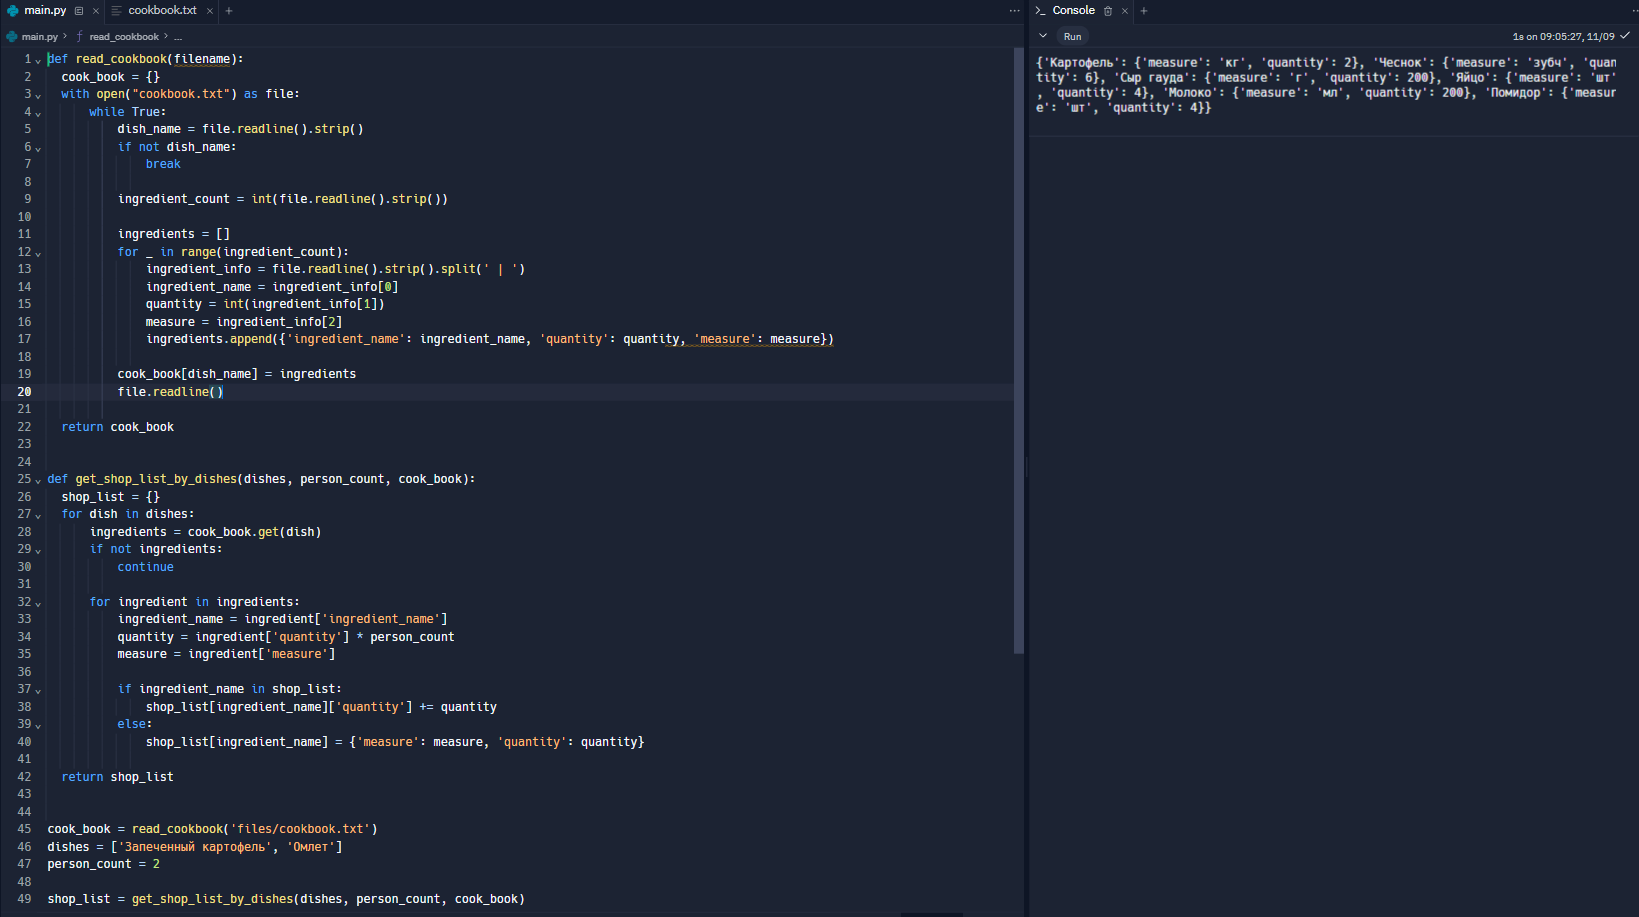 main.py
cookbook.txt
main.py > read_cookbook > ...
1 def read_cookbook(filename):
2 cook_book = {}
3 with open("cookbook.txt") as file:
4 while True:
5 dish_name = file.readline().strip()
6 if not dish_name:
7 break
8
9 ingredient_count = int(file.readline().strip())
10
11 ingredients = []
12 for _ in range(ingredient_count):
13 ingredient_info = file.readline().strip().split(' | ')
14 ingredient_name = ingredient_info[0]
15 quantity = int(ingredient_info[1])
16 measure = ingredient_info[2]
17 ingredients.append({'ingredient_name': ingredient_name, 'quantity': quantity, 'measure': measure})
18
19 cook_book[dish_name] = ingredients
20 file.readline()
21
22 return cook_book
23
24
25 def get_shop_list_by_dishes(dishes, person_count, cook_book):
26 shop_list = {}
27 for dish in dishes:
28 ingredients = cook_book.get(dish)
29 if not ingredients:
30 continue
31
32 for ingredient in ingredients:
33 ingredient_name = ingredient['ingredient_name']
34 quantity = ingredient['quantity'] * person_count
35 measure = ingredient['measure']
36
37 if ingredient_name in shop_list:
38 shop_list[ingredient_name]['quantity'] += quantity
39 else:
40 shop_list[ingredient_name] = {'measure': measure, 'quantity': quantity}
41
42 return shop_list
43
44
45 cook_book = read_cookbook('files/cookbook.txt')
46 dishes = ['Запеченный картофель', 'Омлет']
47 person_count = 2
48
49 shop_list = get_shop_list_by_dishes(dishes, person_count, cook_book)
Console
Run
1s on 09:05:27, 11/09
{'Картофель': {'measure': 'кг', 'quantity': 2}, 'Чеснок': {'measure': 'зубч', 'quan
tity': 6}, 'Сыр гауда': {'measure': 'г', 'quantity': 200}, 'Яйцо': {'measure': 'шт'
, 'quantity': 4}, 'Молоко': {'measure': 'мл', 'quantity': 200}, 'Помидор': {'measur
e': 'шт', 'quantity': 4}}